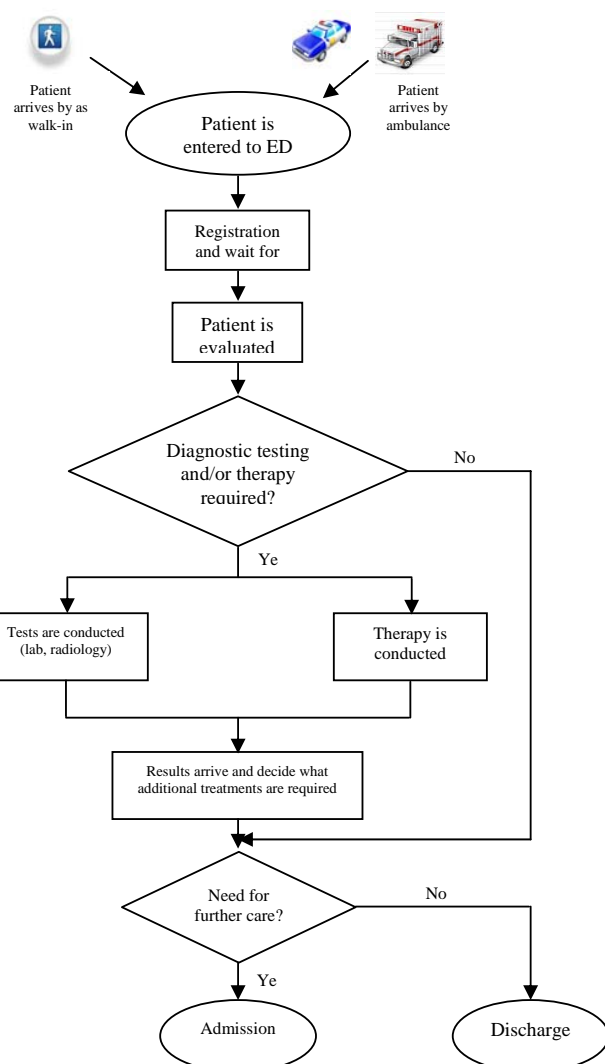 Patient
arrives by as
walk-in
Patient
arrives by
ambulance
Patient is
entered to ED
Registration
and wait for
Patient is
evaluated
Diagnostic testing
and/or therapy
required?
No
Ye
Tests are conducted
(lab, radiology)
Therapy is
conducted
Results arrive and decide what
additional treatments are required
Need for
further care?
No
Ye
Admission
Discharge